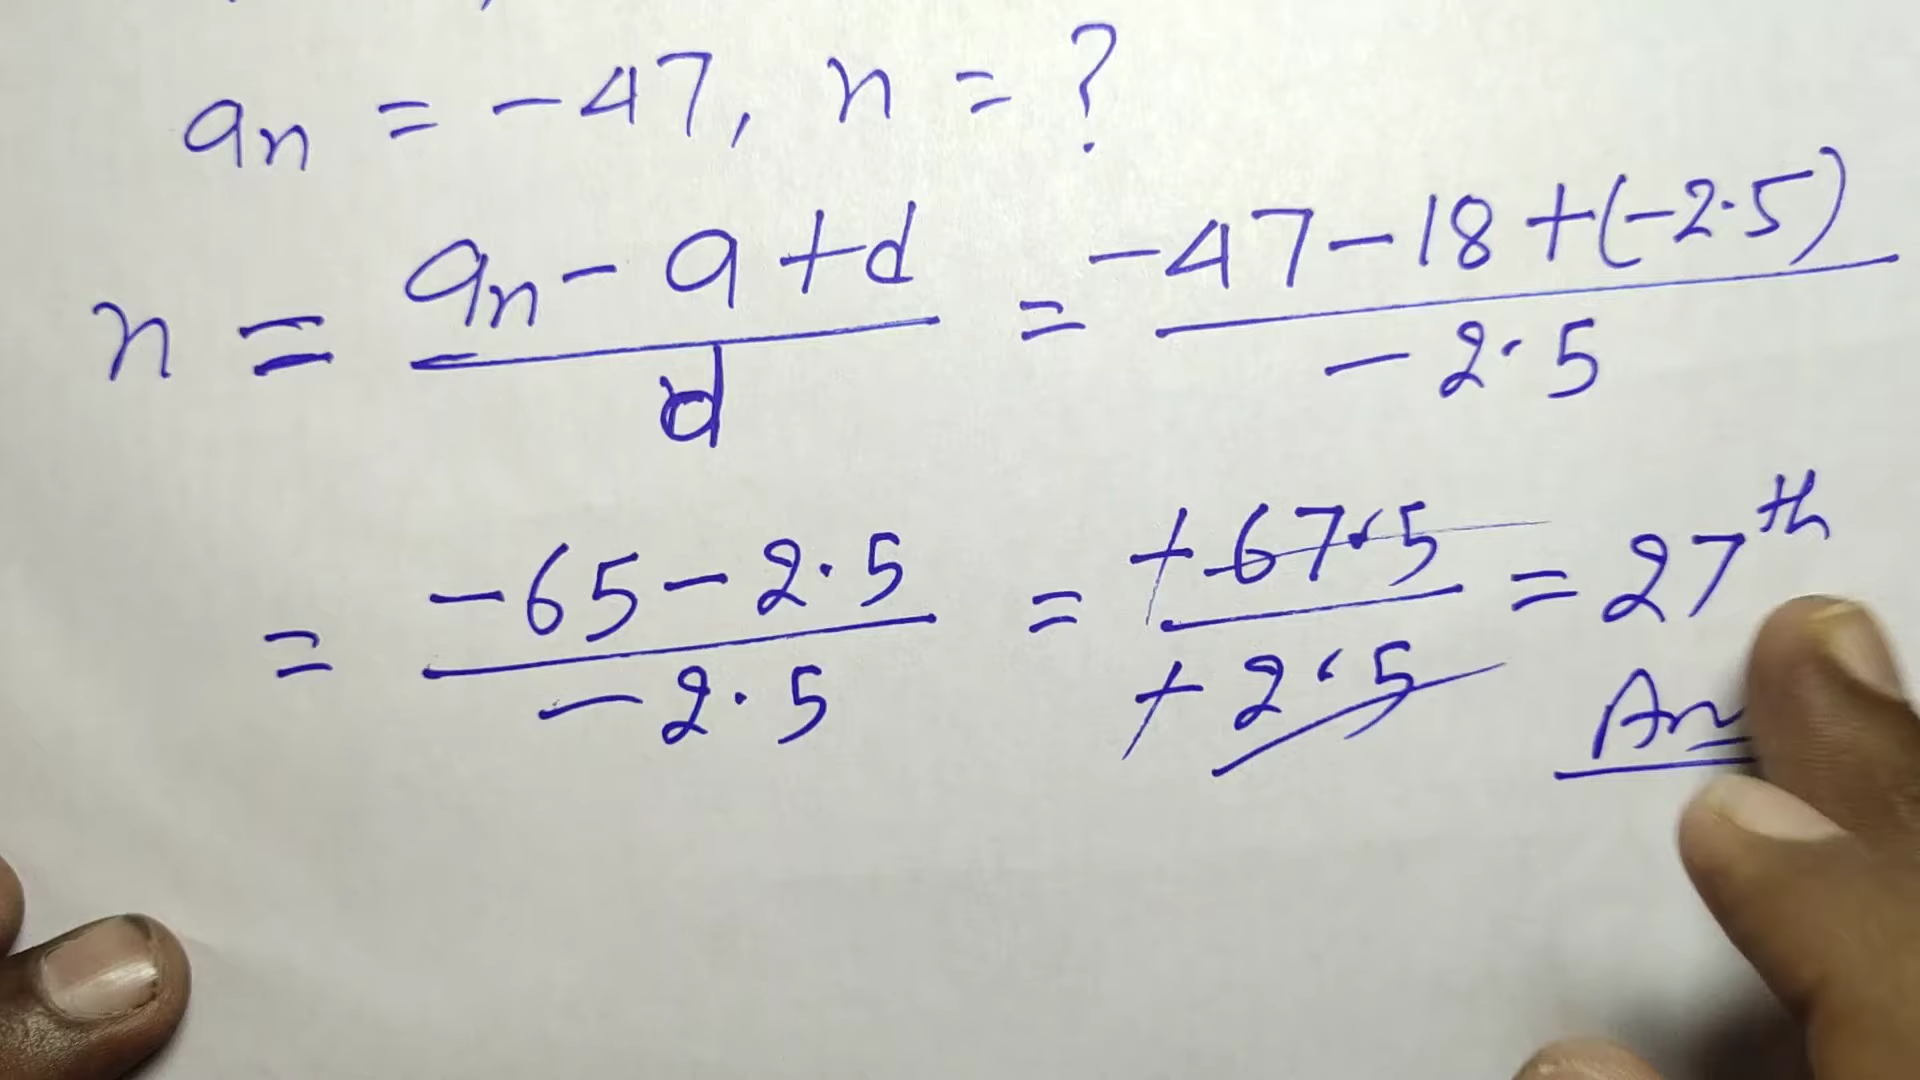 an = -47, n = ?
n = an - a + d / d = -47 - 18 + (-2.5) / -2.5
= -65 - 2.5 / -2.5 = +67.5 / +2.5 = 27th